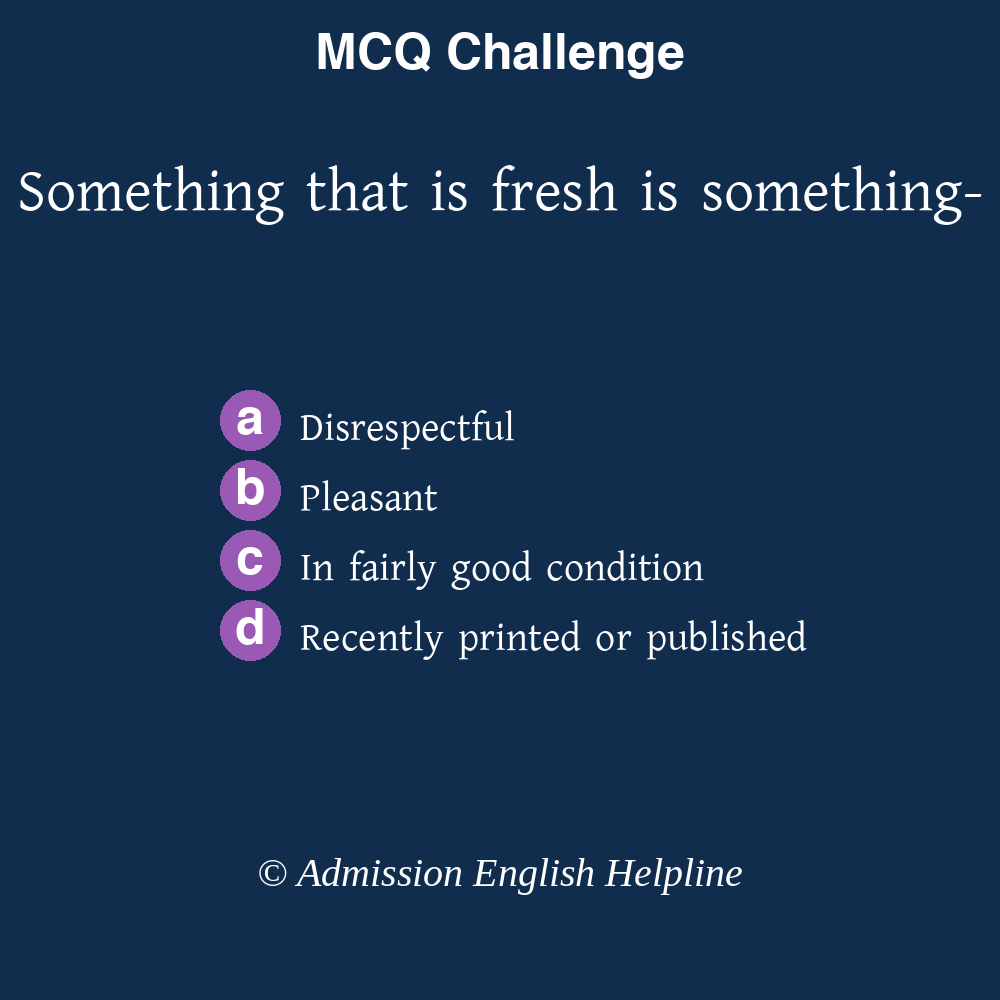 MCQ Challenge
Something that is fresh is something-
a Disrespectful
b Pleasant
c In fairly good condition
d Recently printed or published
© Admission English Helpline